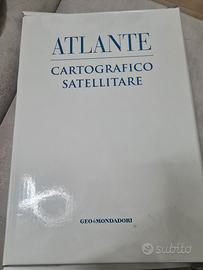 ATLANTE
CARTOGRAFICO
SATELLITARE
GEO•MONDADORI
subito